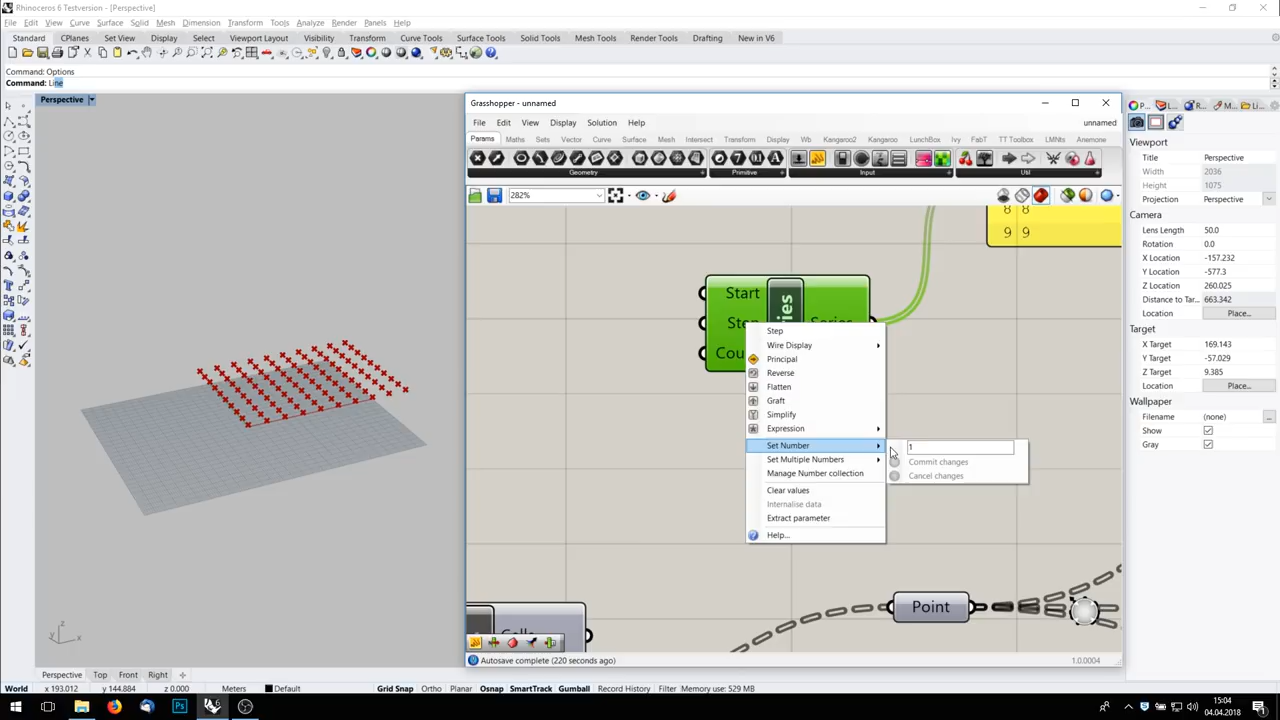 Rhinoceros 6 Testversion - [Perspective]
File Edit View Curve Surface Solid Mesh Dimension Transform Tools Analyze Render Panels Help
Standard CPlanes Set View Display Select Viewport Layout Visibility Transform Curve Tools Surface Tools Solid Tools Mesh Tools Render Tools Drafting New in V6
Command: Options
Command: Line
Perspective
Grasshopper - unnamed
File Edit View Display Solution Help
unnamed
Params Maths Sets Vector Curve Surface Mesh Intersect Transform Display Wb Kangaroo2 Kangaroo LunchBox Ivy FabT TT Toolbox LMNts Anemone
Geometry Primitive Input Util
282%
8 8
9 9
Start
Step
Cou
Series
Step
Wire Display
Principal
Reverse
Flatten
Graft
Simplify
Expression
Set Number
Set Multiple Numbers
Manage Number collection
Clear values
Internalise data
Extract parameter
Help...
1
Commit changes
Cancel changes
Point
Cells
Autosave complete (220 seconds ago)
1.0.0004
P... L... R... M... Li...
Viewport
Title Perspective
Width 2036
Height 1075
Projection Perspective
Camera
Lens Length 50.0
Rotation 0.0
X Location -157.232
Y Location -577.3
Z Location 260.025
Distance to Tar... 663.342
Location Place...
Target
X Target 169.143
Y Target -57.029
Z Target 9.385
Location Place...
Wallpaper
Filename (none) ...
Show
Gray
z
y x
Perspective Top Front Right
World x 193.012 y 144.884 z 0.000 Meters Default Grid Snap Ortho Planar Osnap SmartTrack Gumball Record History Filter Memory use: 529 MB
Ps
15:04
04.04.2018